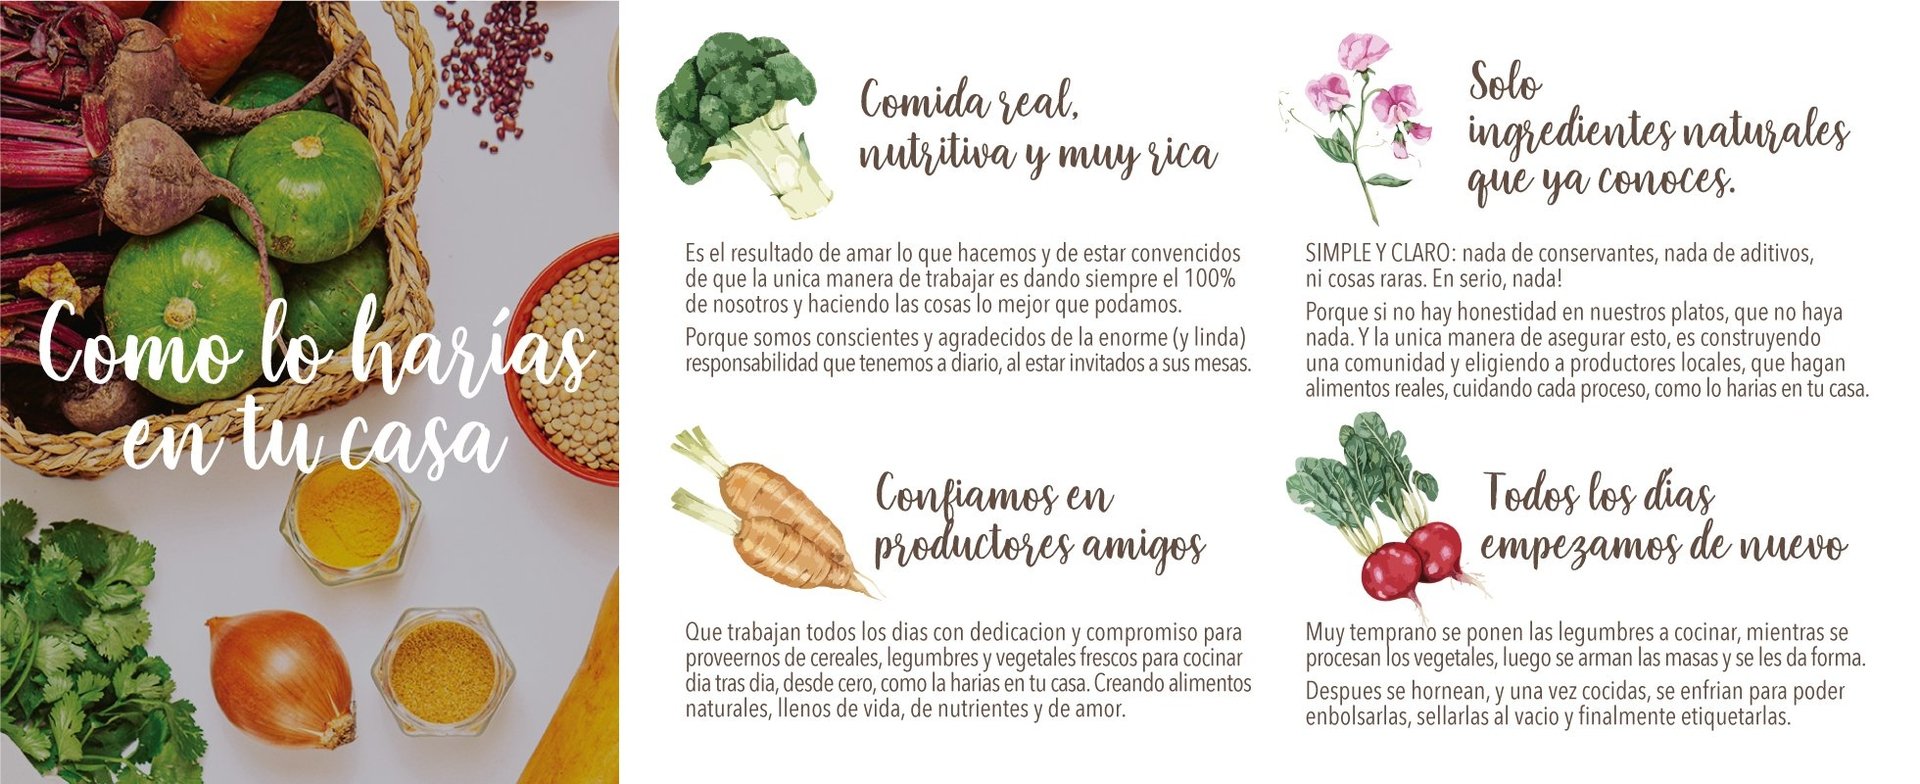 Como lo harías
en tu casa
Comida real,
nutritiva y muy rica
Es el resultado de amar lo que hacemos y de estar convencidos
de que la unica manera de trabajar es dando siempre el 100%
de nosotros y haciendo las cosas lo mejor que podamos.
Porque somos conscientes y agradecidos de la enorme (y linda)
responsabilidad que tenemos a diario, al estar invitados a sus mesas.
Solo
ingredientes naturales
que ya conoces.
SIMPLE Y CLARO: nada de conservantes, nada de aditivos,
ni cosas raras. En serio, nada!
Porque si no hay honestidad en nuestros platos, que no haya
nada. Y la unica manera de asegurar esto, es construyendo
una comunidad y eligiendo a productores locales, que hagan
alimentos reales, cuidando cada proceso, como lo harias en tu casa.
Confiamos en
productores amigos
Que trabajan todos los dias con dedicacion y compromiso para
proveernos de cereales, legumbres y vegetales frescos para cocinar
dia tras dia, desde cero, como la harias en tu casa. Creando alimentos
naturales, llenos de vida, de nutrientes y de amor.
Todos los días
empezamos de nuevo
Muy temprano se ponen las legumbres a cocinar, mientras se
procesan los vegetales, luego se arman las masas y se les da forma.
Despues se hornean, y una vez cocidas, se enfrian para poder
enbolsarlas, sellarlas al vacio y finalmente etiquetarlas.